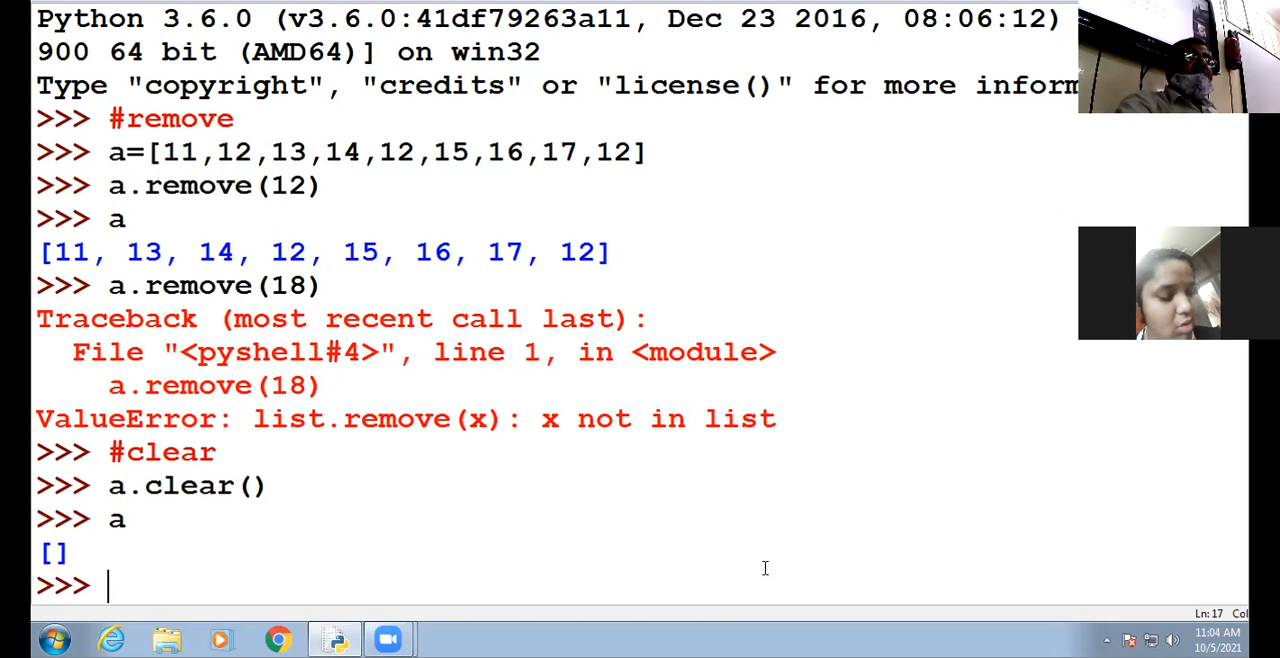 Python 3.6.0 (v3.6.0:41df79263a11, Dec 23 2016, 08:06:12)
900 64 bit (AMD64)] on win32
Type "copyright", "credits" or "license()" for more inform
>>> #remove
>>> a=[11,12,13,14,12,15,16,17,12]
>>> a.remove(12)
>>> a
[11, 13, 14, 12, 15, 16, 17, 12]
>>> a.remove(18)
Traceback (most recent call last):
  File "<pyshell#4>", line 1, in <module>
    a.remove(18)
ValueError: list.remove(x): x not in list
>>> #clear
>>> a.clear()
>>> a
[]
>>>
Ln: 17 Col
11:04 AM
10/5/2021